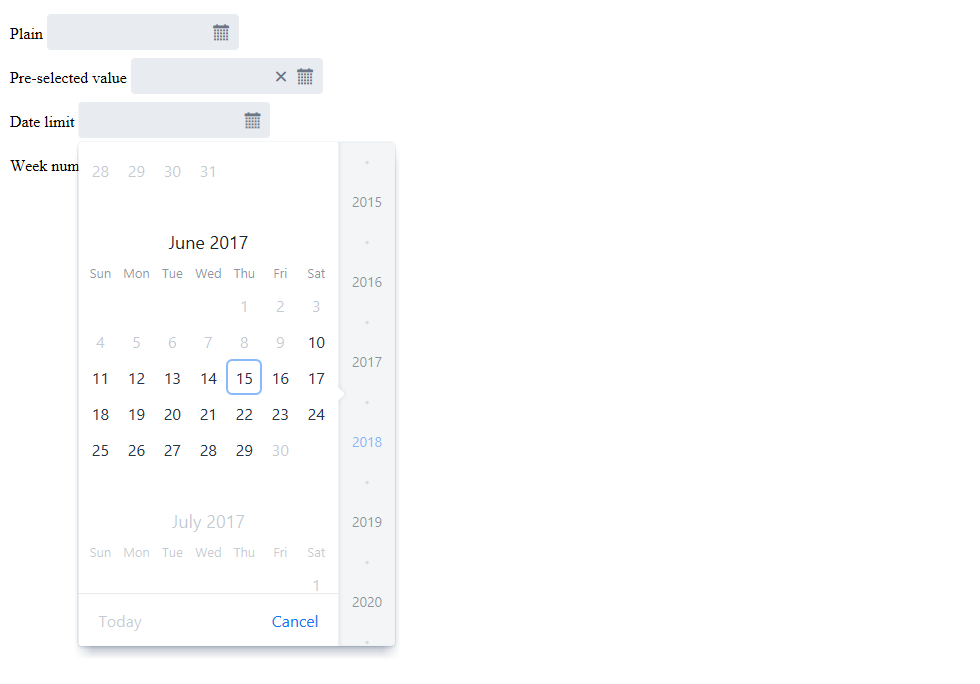 Plain
Pre-selected value ✕
Date limit
Week num
28 29 30 31
June 2017
Sun Mon Tue Wed Thu Fri Sat
1 2 3
4 5 6 7 8 9 10
11 12 13 14 15 16 17
18 19 20 21 22 23 24
25 26 27 28 29 30
July 2017
Sun Mon Tue Wed Thu Fri Sat
1
Today Cancel
2015
2016
2017
2018
2019
2020